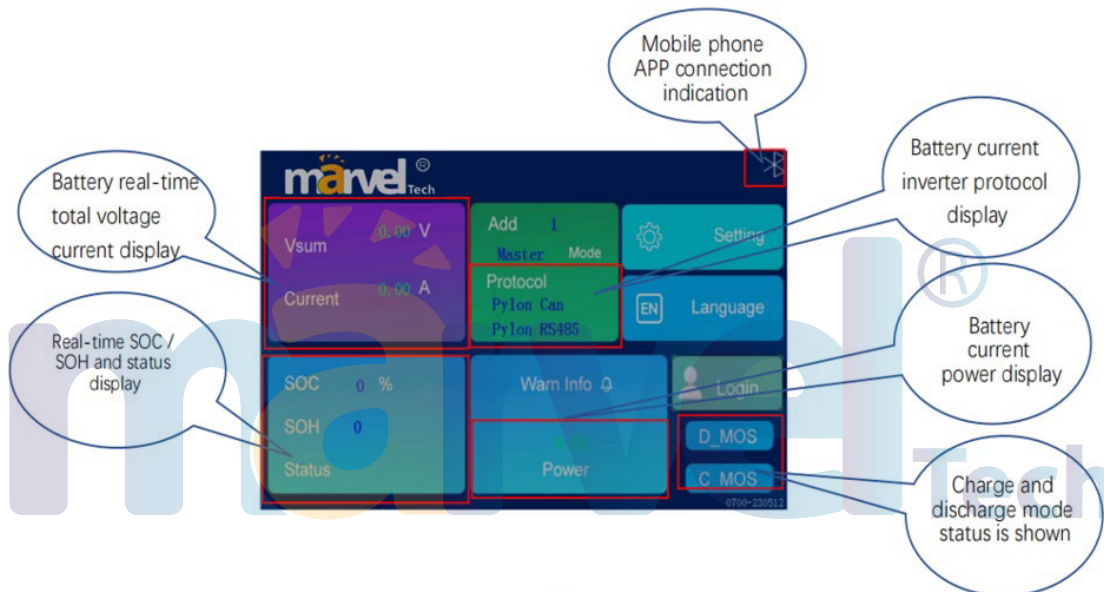 Mobile phone
APP connection
indication
Battery current
inverter protocol
display
Battery real-time
total voltage
current display
Real-time SOC /
SOH and status
display
Battery
current
power display
Charge and
discharge mode
status is shown
marvel ®
Tech
Vsum 0.00 V
Current 0.00 A
Add 1
Master Mode
Protocol
Pylon Can
Pylon RS485
Setting
EN Language
SOC 0 %
SOH 0
Status
Warn Info
Power
Login
D_MOS
C_MOS
0700-230512
marvel ®
Tech